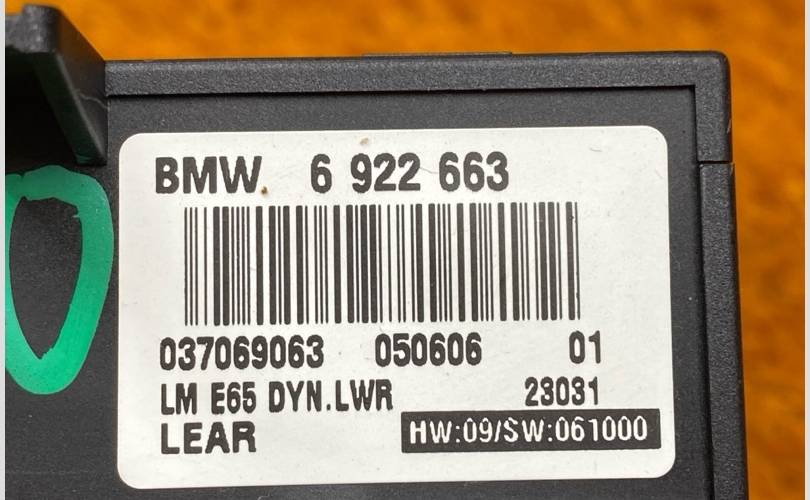 BMW 6 922 663
037069063 050606 01
LM E65 DYN.LWR 23031
LEAR HW:09/SW:061000